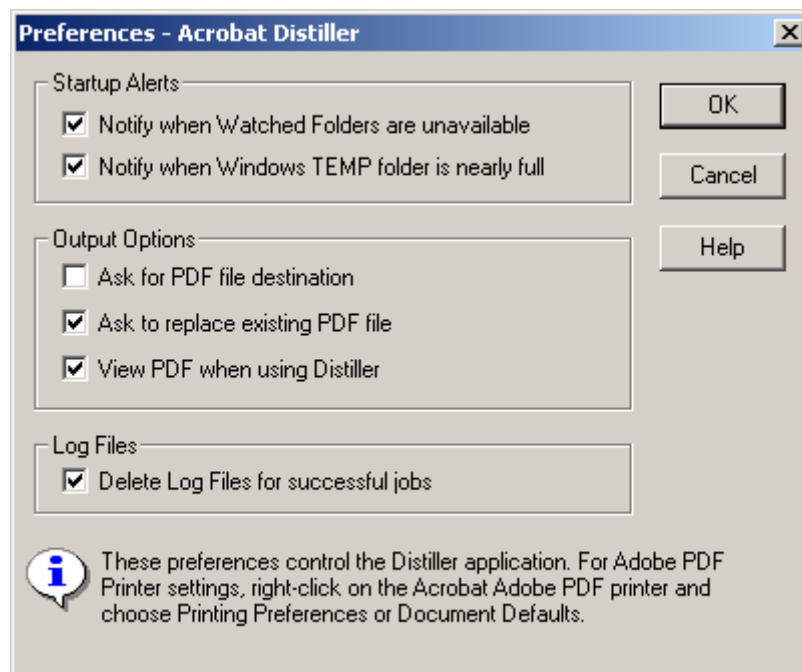 Preferences - Acrobat Distiller
Startup Alerts
Notify when Watched Folders are unavailable
Notify when Windows TEMP folder is nearly full
OK
Cancel
Help
Output Options
Ask for PDF file destination
Ask to replace existing PDF file
View PDF when using Distiller
Log Files
Delete Log Files for successful jobs
These preferences control the Distiller application. For Adobe PDF
Printer settings, right-click on the Acrobat Adobe PDF printer and
choose Printing Preferences or Document Defaults.